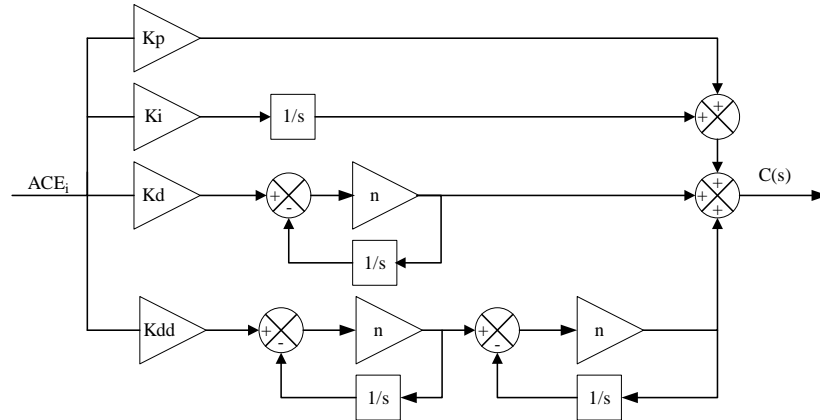 Kp
+
Ki
1/s
+
+
ACEi
Kd
+
-
n
+
+
+
C(s)
1/s
Kdd
+
-
n
+
-
n
1/s
1/s